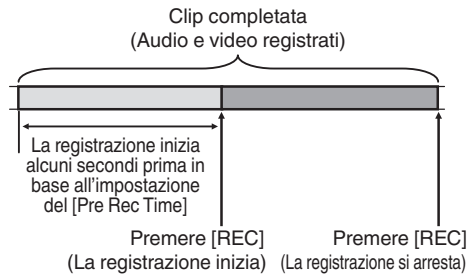 Clip completata
(Audio e video registrati)
La registrazione inizia
alcuni secondi prima in
base all'impostazione
del [Pre Rec Time]
Premere [REC]
(La registrazione inizia)
Premere [REC]
(La registrazione si arresta)